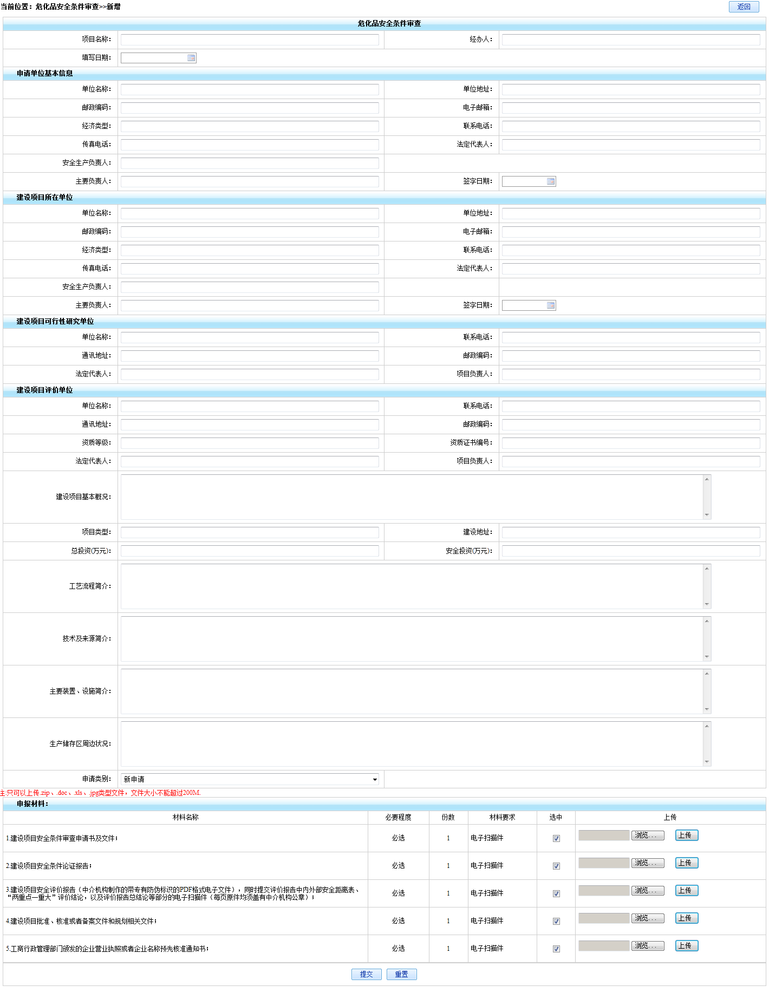 当前位置：危化品安全条件审查>>新增
返回
危化品安全条件审查
项目名称：
经办人：
填写日期：
申请单位基本信息
单位名称：
单位地址：
邮政编码：
电子邮箱：
经济类型：
联系电话：
传真电话：
法定代表人：
安全生产负责人：
主要负责人：
签字日期：
建设项目所在单位
单位名称：
单位地址：
邮政编码：
电子邮箱：
经济类型：
联系电话：
传真电话：
法定代表人：
安全生产负责人：
主要负责人：
签字日期：
建设项目可行性研究单位
单位名称：
联系电话：
通讯地址：
邮政编码：
法定代表人：
项目负责人：
建设项目评价单位
单位名称：
联系电话：
通讯地址：
邮政编码：
资质等级：
资质证书编号：
法定代表人：
项目负责人：
建设项目基本概况：
项目类型：
建设地址：
总投资(万元)：
安全投资(万元)：
工艺流程简介：
技术及来源简介：
主要装置、设施简介：
生产储存区周边状况：
申请类别：
新申请
注:只可以上传.zip、.doc、.xls、.jpg类型文件，文件大小不能超过200M.
申报材料：
材料名称 必要程度 份数 材料要求 选中 上传
1.建设项目安全条件审查申请书及文件； 必选 1 电子扫描件 浏览... 上传
2.建设项目安全条件论证报告； 必选 1 电子扫描件 浏览... 上传
3.建设项目安全评价报告（中介机构制作的带专有防伪标识的PDF格式电子文件），同时提交评价报告中内外部安全距离表、
“两重点一重大”评价结论，以及评价报告总结论等部分的电子扫描件（每页原件均须盖有中介机构公章）； 必选 1 电子扫描件 浏览... 上传
4.建设项目批准、核准或者备案文件和规划相关文件； 必选 1 电子扫描件 浏览... 上传
5.工商行政管理部门颁发的企业营业执照或者企业名称预先核准通知书； 必选 1 电子扫描件 浏览... 上传
提交 重置